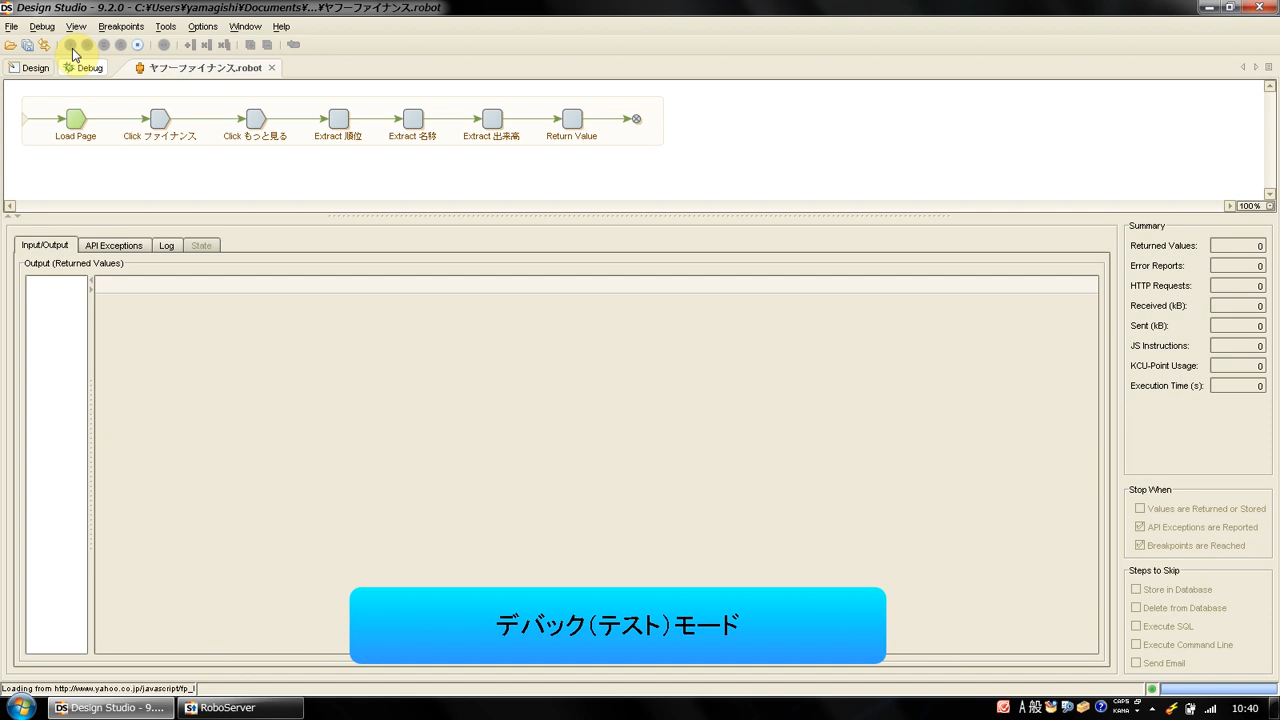 Design Studio - 9.2.0 - C:¥Users¥yamagishi¥Documents¥...¥ヤフーファイナンス.robot
File Debug View Breakpoints Tools Options Window Help
Design Debug ヤフーファイナンス.robot
Load Page Click ファイナンス Click もっと見る Extract 順位 Extract 名称 Extract 出来高 Return Value
100%
Input/Output API Exceptions Log State
Output (Returned Values)
Summary
Returned Values: 0
Error Reports: 0
HTTP Requests: 0
Received (kB): 0
Sent (kB): 0
JS Instructions: 0
KCU-Point Usage: 0
Execution Time (s): 0
Stop When
Values are Returned or Stored
API Exceptions are Reported
Breakpoints are Reached
Steps to Skip
Store in Database
Delete from Database
Execute SQL
Execute Command Line
Send Email
デバック（テスト）モード
Loading from http://www.yahoo.co.jp/javascript/fp_l
DS Design Studio - 9.... S RoboServer A 般 CAPS KANA 10:40